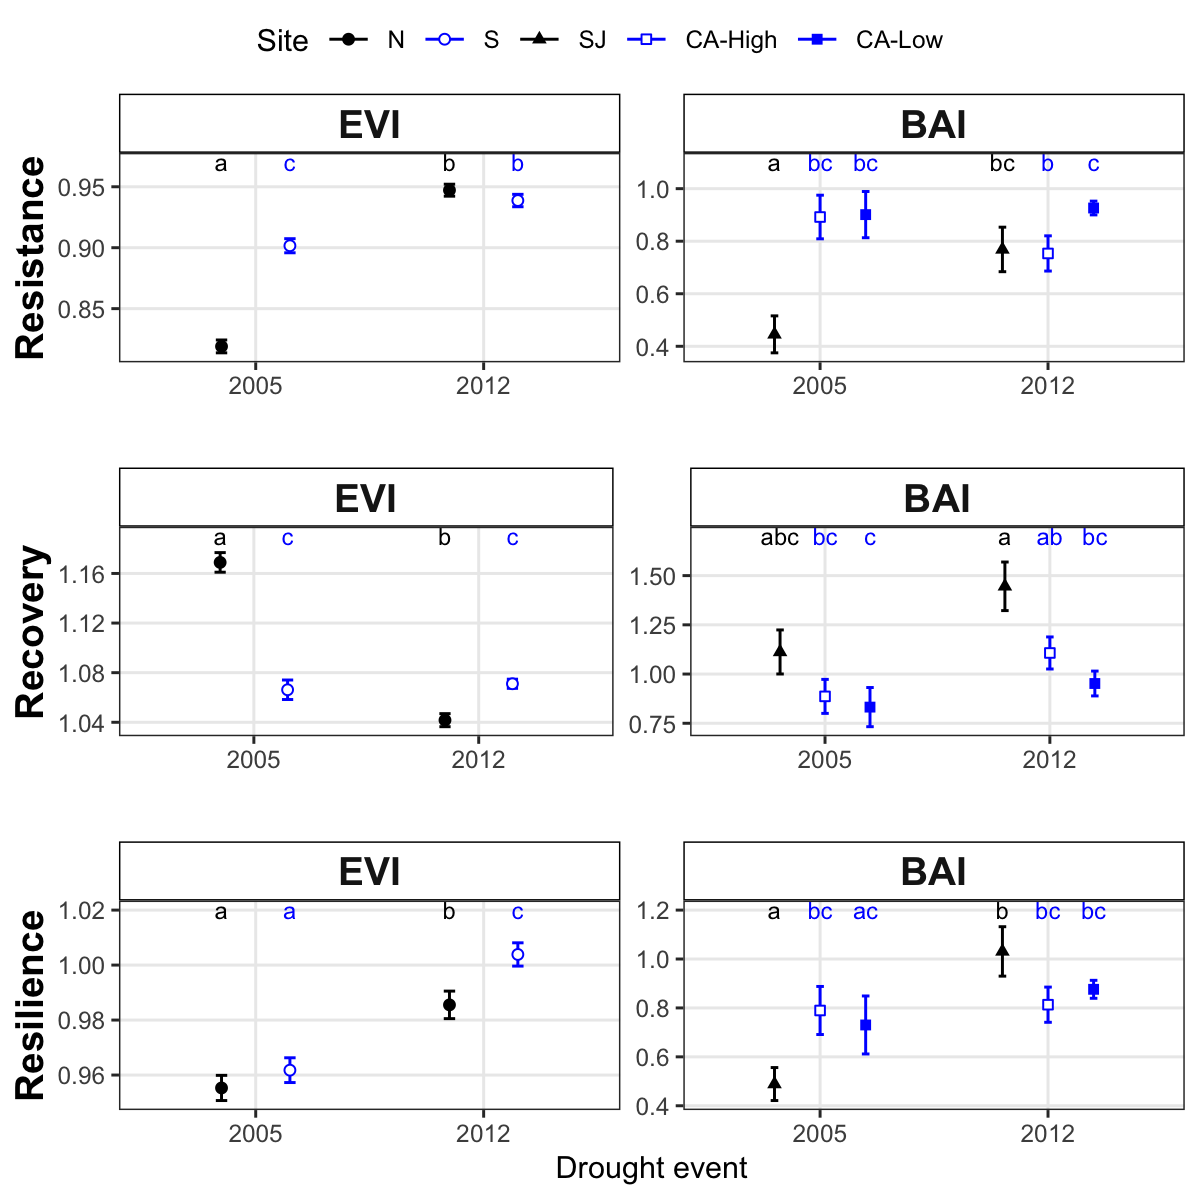 Site N S SJ CA-High CA-Low
EVI BAI
Resistance
a c b b
a bc bc bc b c
0.95
0.90
0.85
1.0
0.8
0.6
0.4
2005 2012 2005 2012
EVI BAI
Recovery
a c b c
abc bc c a ab bc
1.16
1.12
1.08
1.04
1.50
1.25
1.00
0.75
2005 2012 2005 2012
EVI BAI
Resilience
a a b c
a bc ac b bc bc
1.02
1.00
0.98
0.96
1.2
1.0
0.8
0.6
0.4
2005 2012 2005 2012
Drought event